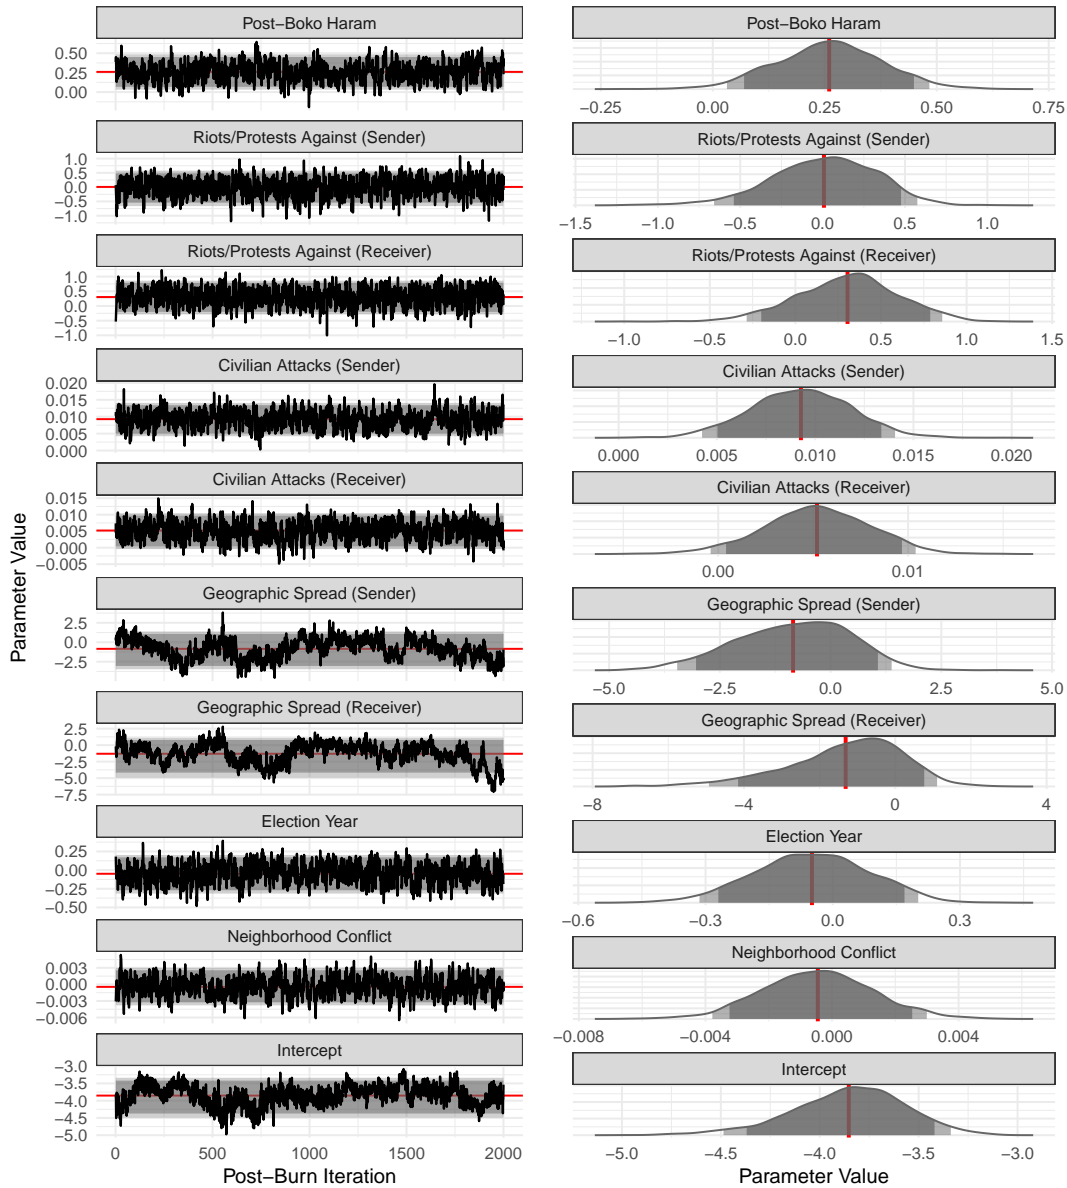 Post−Boko Haram
0.50
0.25
0.00
Riots/Protests Against (Sender)
1.0
0.5
0.0
−0.5
−1.0
Riots/Protests Against (Receiver)
1.0
0.5
0.0
−0.5
−1.0
Civilian Attacks (Sender)
0.020
0.015
0.010
0.005
0.000
Civilian Attacks (Receiver)
0.015
0.010
0.005
0.000
−0.005
Geographic Spread (Sender)
2.5
0.0
−2.5
Geographic Spread (Receiver)
2.5
0.0
−2.5
−5.0
−7.5
Election Year
0.25
0.00
−0.25
−0.50
Neighborhood Conflict
0.003
0.000
−0.003
−0.006
Intercept
−3.0
−3.5
−4.0
−4.5
−5.0
0 500 1000 1500 2000
Post−Burn Iteration
Parameter Value
Post−Boko Haram
−0.25 0.00 0.25 0.50 0.75
Riots/Protests Against (Sender)
−1.5 −1.0 −0.5 0.0 0.5 1.0
Riots/Protests Against (Receiver)
−1.0 −0.5 0.0 0.5 1.0 1.5
Civilian Attacks (Sender)
0.000 0.005 0.010 0.015 0.020
Civilian Attacks (Receiver)
0.00 0.01
Geographic Spread (Sender)
−5.0 −2.5 0.0 2.5 5.0
Geographic Spread (Receiver)
−8 −4 0 4
Election Year
−0.6 −0.3 0.0 0.3
Neighborhood Conflict
−0.008 −0.004 0.000 0.004
Intercept
−5.0 −4.5 −4.0 −3.5 −3.0
Parameter Value